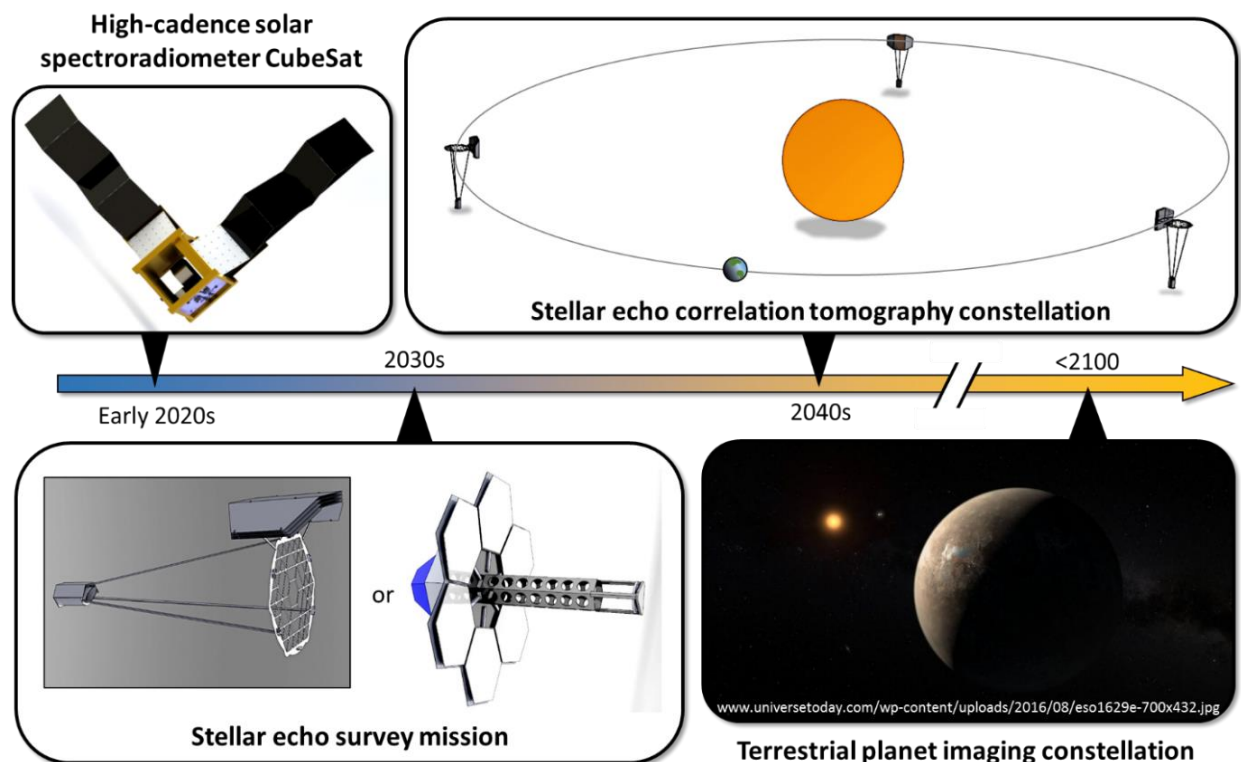 High-cadence solar
spectroradiometer CubeSat
Stellar echo correlation tomography constellation
2030s
<2100
Early 2020s
2040s
or
Stellar echo survey mission
www.universetoday.com/wp-content/uploads/2016/08/eso1629e-700x432.jpg
Terrestrial planet imaging constellation